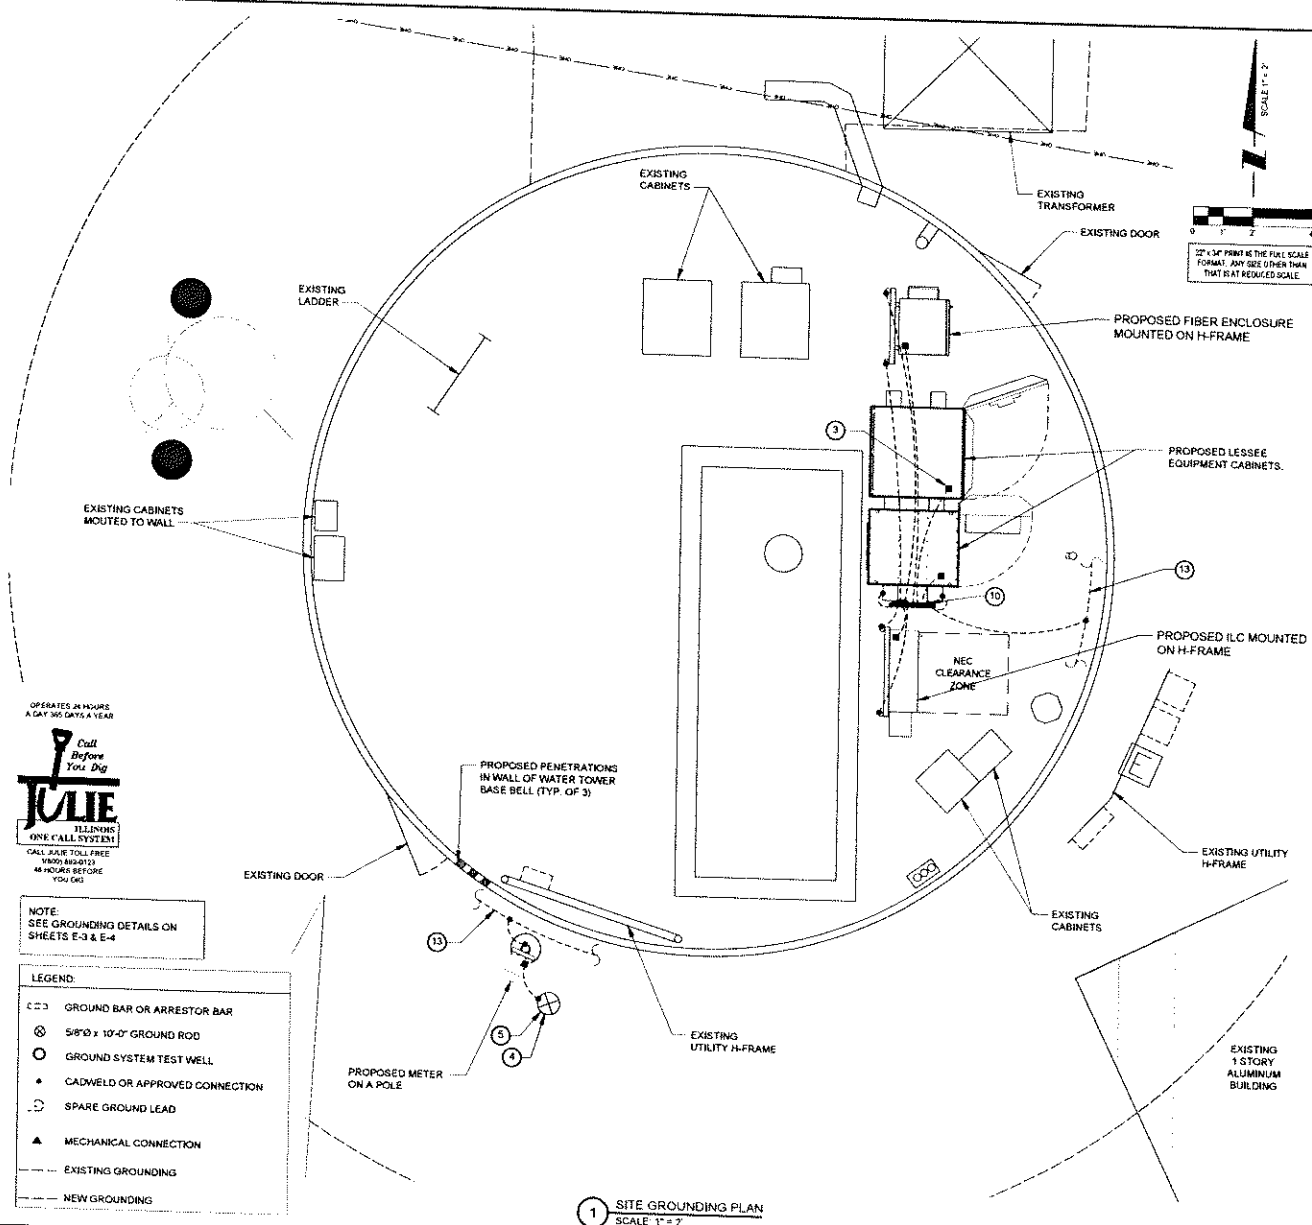 OHE
EXISTING
CABINETS
EXISTING
TRANSFORMER
EXISTING DOOR
SCALE 1" = 2'
0 1' 2'
22" x 34" PRINT IS THE FULL SCALE
FORMAT. ANY SIZE OTHER THAN
THAT IS AT REDUCED SCALE
EXISTING
LADDER
PROPOSED FIBER ENCLOSURE
MOUNTED ON H-FRAME
3
PROPOSED LESSEE
EQUIPMENT CABINETS.
EXISTING CABINETS
MOUTED TO WALL
13
10
PROPOSED ILC MOUNTED
ON H-FRAME
NEC
CLEARANCE
ZONE
OPERATES 24 HOURS
A DAY 365 DAYS A YEAR
Call
Before
You Dig
JULIE
ILLINOIS
ONE CALL SYSTEM
CALL JULIE TOLL FREE
1(800) 892-0123
48 HOURS BEFORE
YOU DIG
PROPOSED PENETRATIONS
IN WALL OF WATER TOWER
BASE BELL (TYP. OF 3)
EXISTING UTILITY
H-FRAME
EXISTING DOOR
EXISTING
CABINETS
NOTE:
SEE GROUNDING DETAILS ON
SHEETS E-3 & E-4
13
LEGEND:
GROUND BAR OR ARRESTOR BAR
5/8"Ø x 10'-0" GROUND ROD
GROUND SYSTEM TEST WELL
CADWELD OR APPROVED CONNECTION
SPARE GROUND LEAD
MECHANICAL CONNECTION
EXISTING GROUNDING
NEW GROUNDING
5
4
EXISTING
UTILITY H-FRAME
PROPOSED METER
ON A POLE
EXISTING
1 STORY
ALUMINUM
BUILDING
1 SITE GROUNDING PLAN
SCALE: 1" = 2'